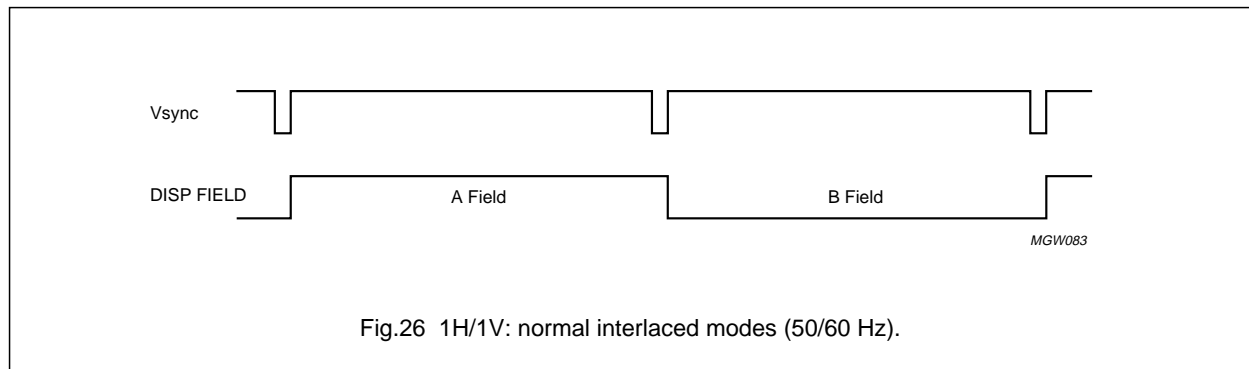 Vsync
DISP FIELD
A Field
B Field
MGW083
Fig.26 1H/1V: normal interlaced modes (50/60 Hz).